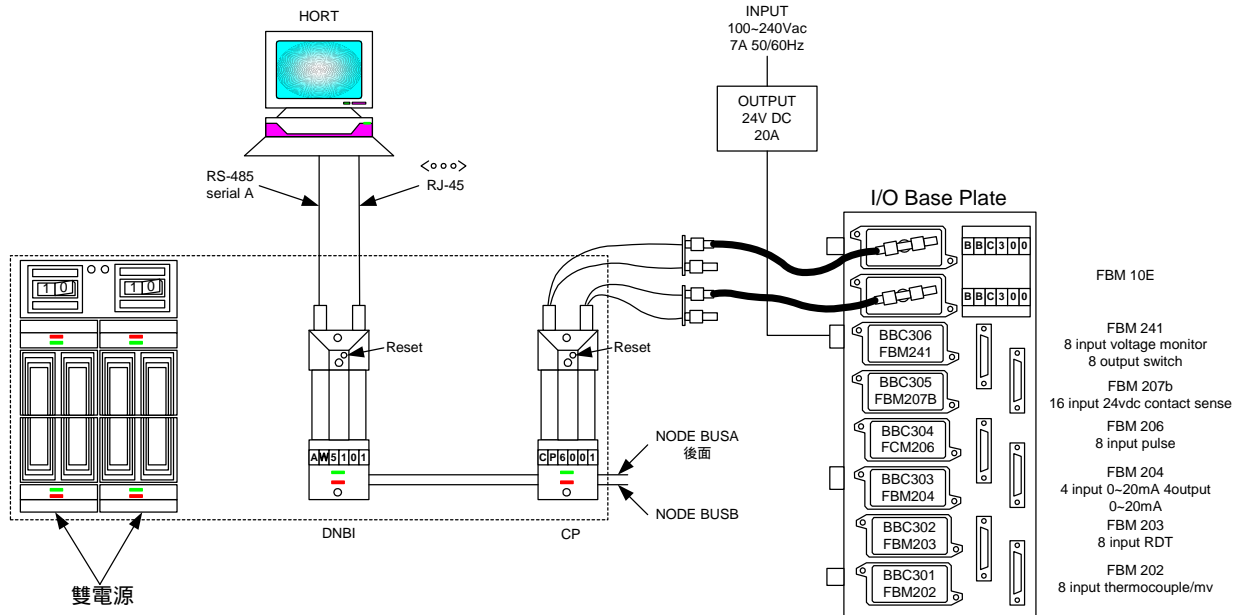 HORT
INPUT
100~240Vac
7A 50/60Hz
OUTPUT
24V DC
20A
RS-485
serial A
<ooo>
RJ-45
I/O Base Plate
BBC300
FBM 10E
BBC300
10
10
Reset
Reset
BBC306
FBM241
FBM 241
8 input voltage monitor
8 output switch
BBC305
FBM207B
FBM 207b
16 input 24vdc contact sense
BBC304
FCM206
FBM 206
8 input pulse
AW5101
CP6001
NODE BUSA
後面
NODE BUSB
BBC303
FBM204
FBM 204
4 input 0~20mA 4output
0~20mA
DNBI
CP
BBC302
FBM203
FBM 203
8 input RDT
BBC301
FBM202
FBM 202
8 input thermocouple/mv
雙電源